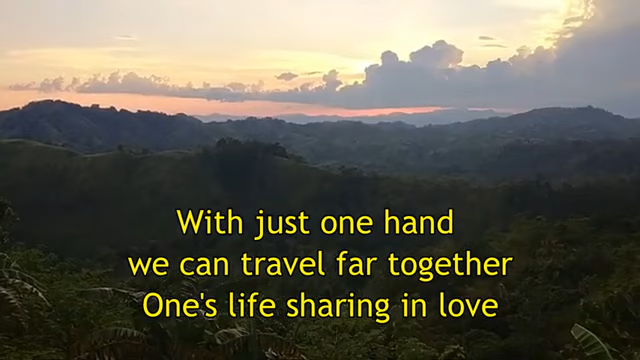 With just one hand
we can travel far together
One's life sharing in love